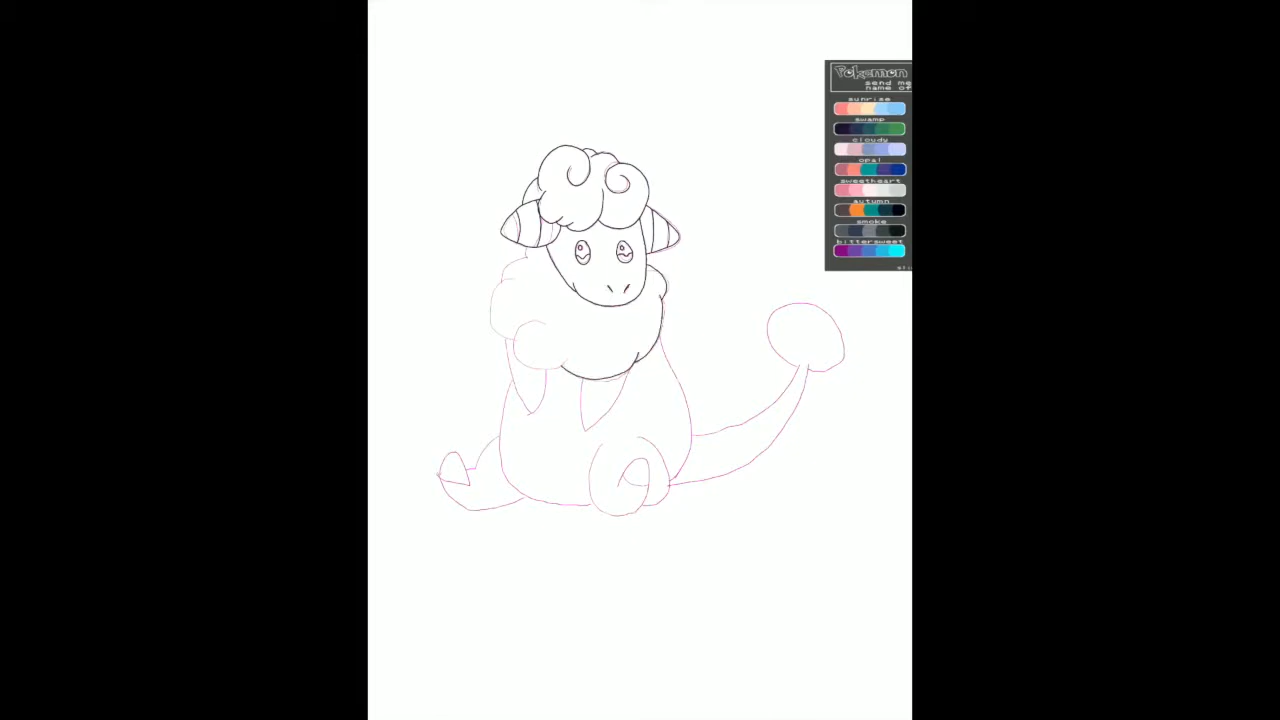 Pokemon
send me
name of
sunrise
swamp
cloudy
opal
sweetheart
autumn
smoke
bittersweet